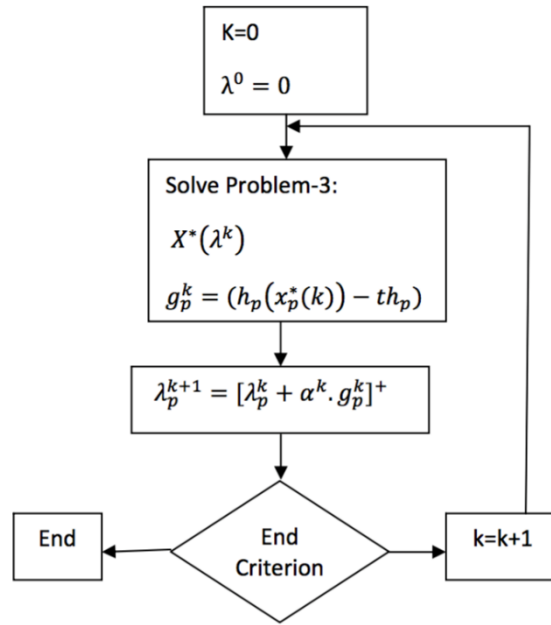 K=0
λ⁰ = 0
Solve Problem-3:
X*(λᵏ)
gₚᵏ = (hₚ(xₚ*(k)) − thₚ)
λₚᵏ⁺¹ = [λₚᵏ + αᵏ. gₚᵏ]⁺
End
Criterion
End
k=k+1